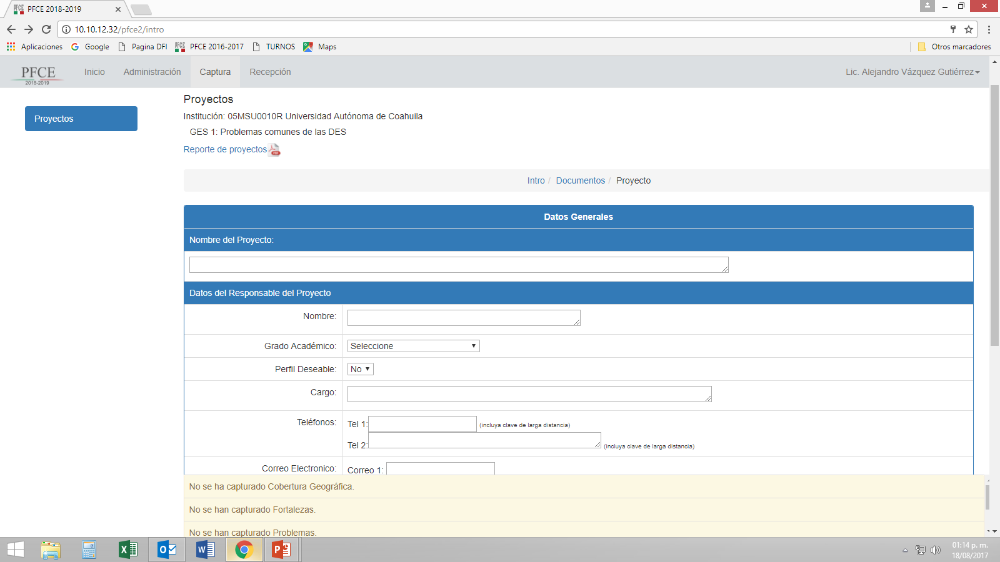 PFCE 2018-2019
10.10.12.32/pfce2/intro
Aplicaciones Google Pagina DFI PFCE 2016-2017 TURNOS Maps Otros marcadores
PFCE 2018-2019 Inicio Administración Captura Recepción Lic. Alejandro Vázquez Gutiérrez
Proyectos
Proyectos
Institución: 05MSU0010R Universidad Autónoma de Coahuila
GES 1: Problemas comunes de las DES
Reporte de proyectos
Intro / Documentos / Proyecto
Datos Generales
Nombre del Proyecto:
Datos del Responsable del Proyecto
Nombre:
Grado Académico: Seleccione
Perfil Deseable: No
Cargo:
Teléfonos: Tel 1: (incluya clave de larga distancia)
Tel 2: (incluya clave de larga distancia)
Correo Electronico: Correo 1:
No se ha capturado Cobertura Geográfica.
No se han capturado Fortalezas.
No se han capturado Problemas.
01:14 p. m.
18/08/2017